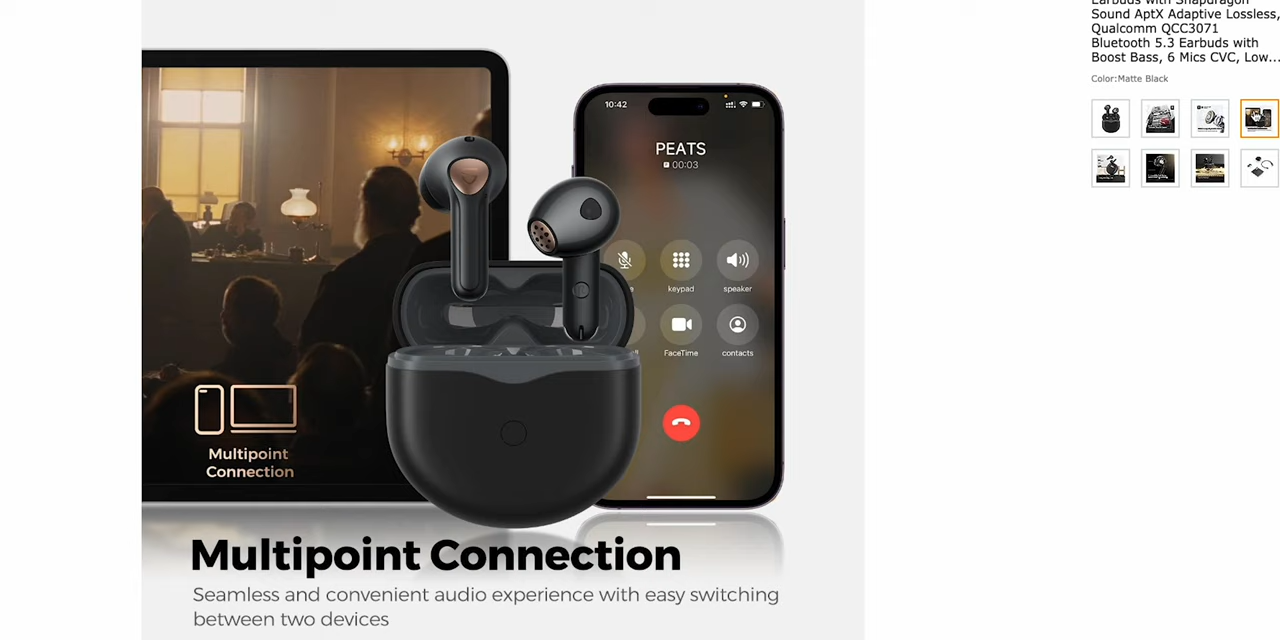 Earbuds with Snapdragon
Sound AptX Adaptive Lossless,
Qualcomm QCC3071
Bluetooth 5.3 Earbuds with
Boost Bass, 6 Mics CVC, Low...
Color:Matte Black
10:42
PEATS
00:03
keypad
speaker
FaceTime
contacts
Multipoint
Connection
Multipoint Connection
Seamless and convenient audio experience with easy switching
between two devices